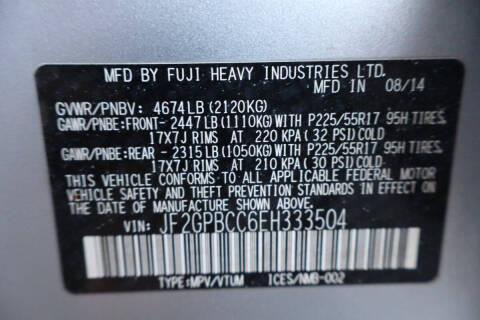 MFD BY FUJI HEAVY INDUSTRIES LTD.
MFD IN 08/14
GVWR/PNBV: 4674LB(2120KG)
GAWR/PNBE:FRONT- 2447LB(1110KG)WITH P225/55R17 95H TIRES,
17X7J RIMS AT 220 KPA(32 PSI)COLD
GAWR/PNBE:REAR - 2315LB(1050KG)WITH P225/55R17 95H TIRES,
17X7J RIMS AT 210 KPA(30 PSI)COLD
THIS VEHICLE CONFORMS TO ALL APPLICABLE FEDERAL MOTOR
VEHICLE SAFETY AND THEFT PREVENTION STANDARDS IN EFFECT ON
THE DATE OF MANUFACTURE SHOWN ABOVE.
VIN: JF2GPBCC6EH333504
TYPE:MPV/VTUM ICES/NMB-002